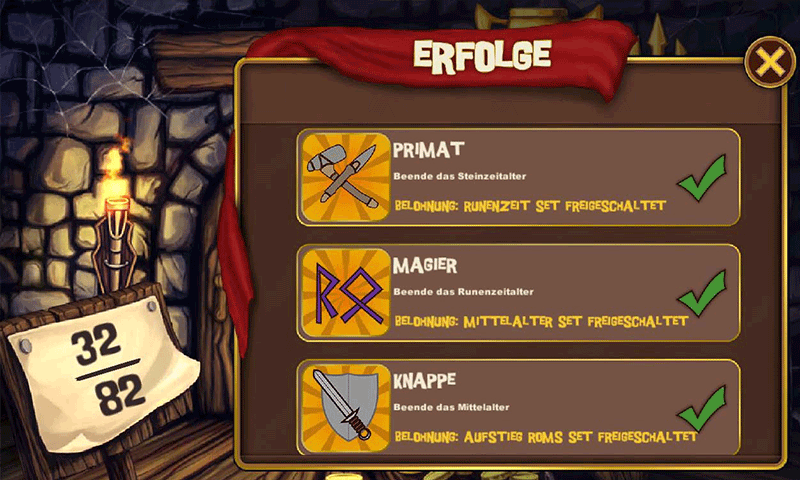 ERFOLGE
PRIMAT
Beende das Steinzeitalter
BELOHNUNG: RUNENZEIT SET FREIGESCHALTET
MAGIER
Beende das Runenzeitalter
BELOHNUNG: MITTELALTER SET FREIGESCHALTET
KNAPPE
Beende das Mittelalter
BELOHNUNG: AUFSTIEG ROMS SET FREIGESCHALTET
32
82